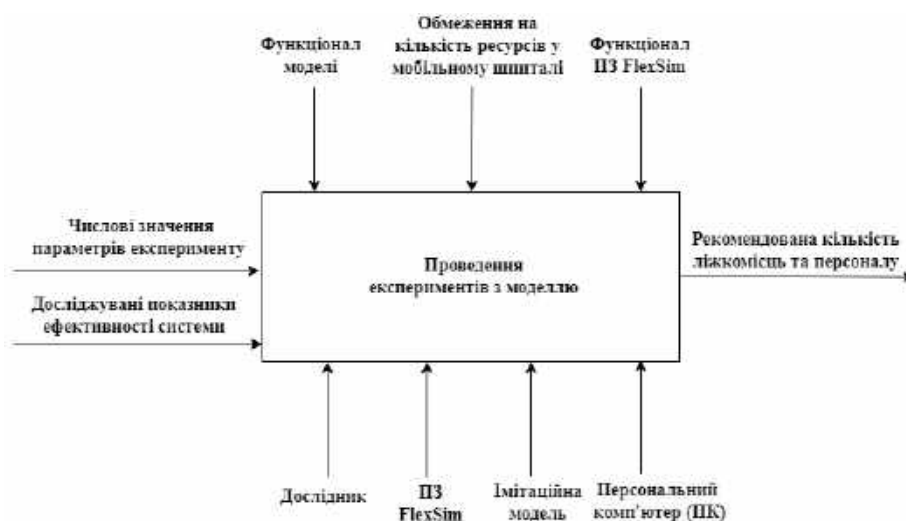 Функціонал
моделі
Обмеження на
кількість ресурсів у
мобільному шпиталі
Функціонал
ПЗ FlexSim
Числові значення
параметрів експерименту
Досліджувані показники
ефективності системи
Проведення
експериментів з моделлю
Рекомендована кількість
ліжкомісць та персоналу
Дослідник
ПЗ
FlexSim
Імітаційна
модель
Персональний
комп'ютер (ПК)